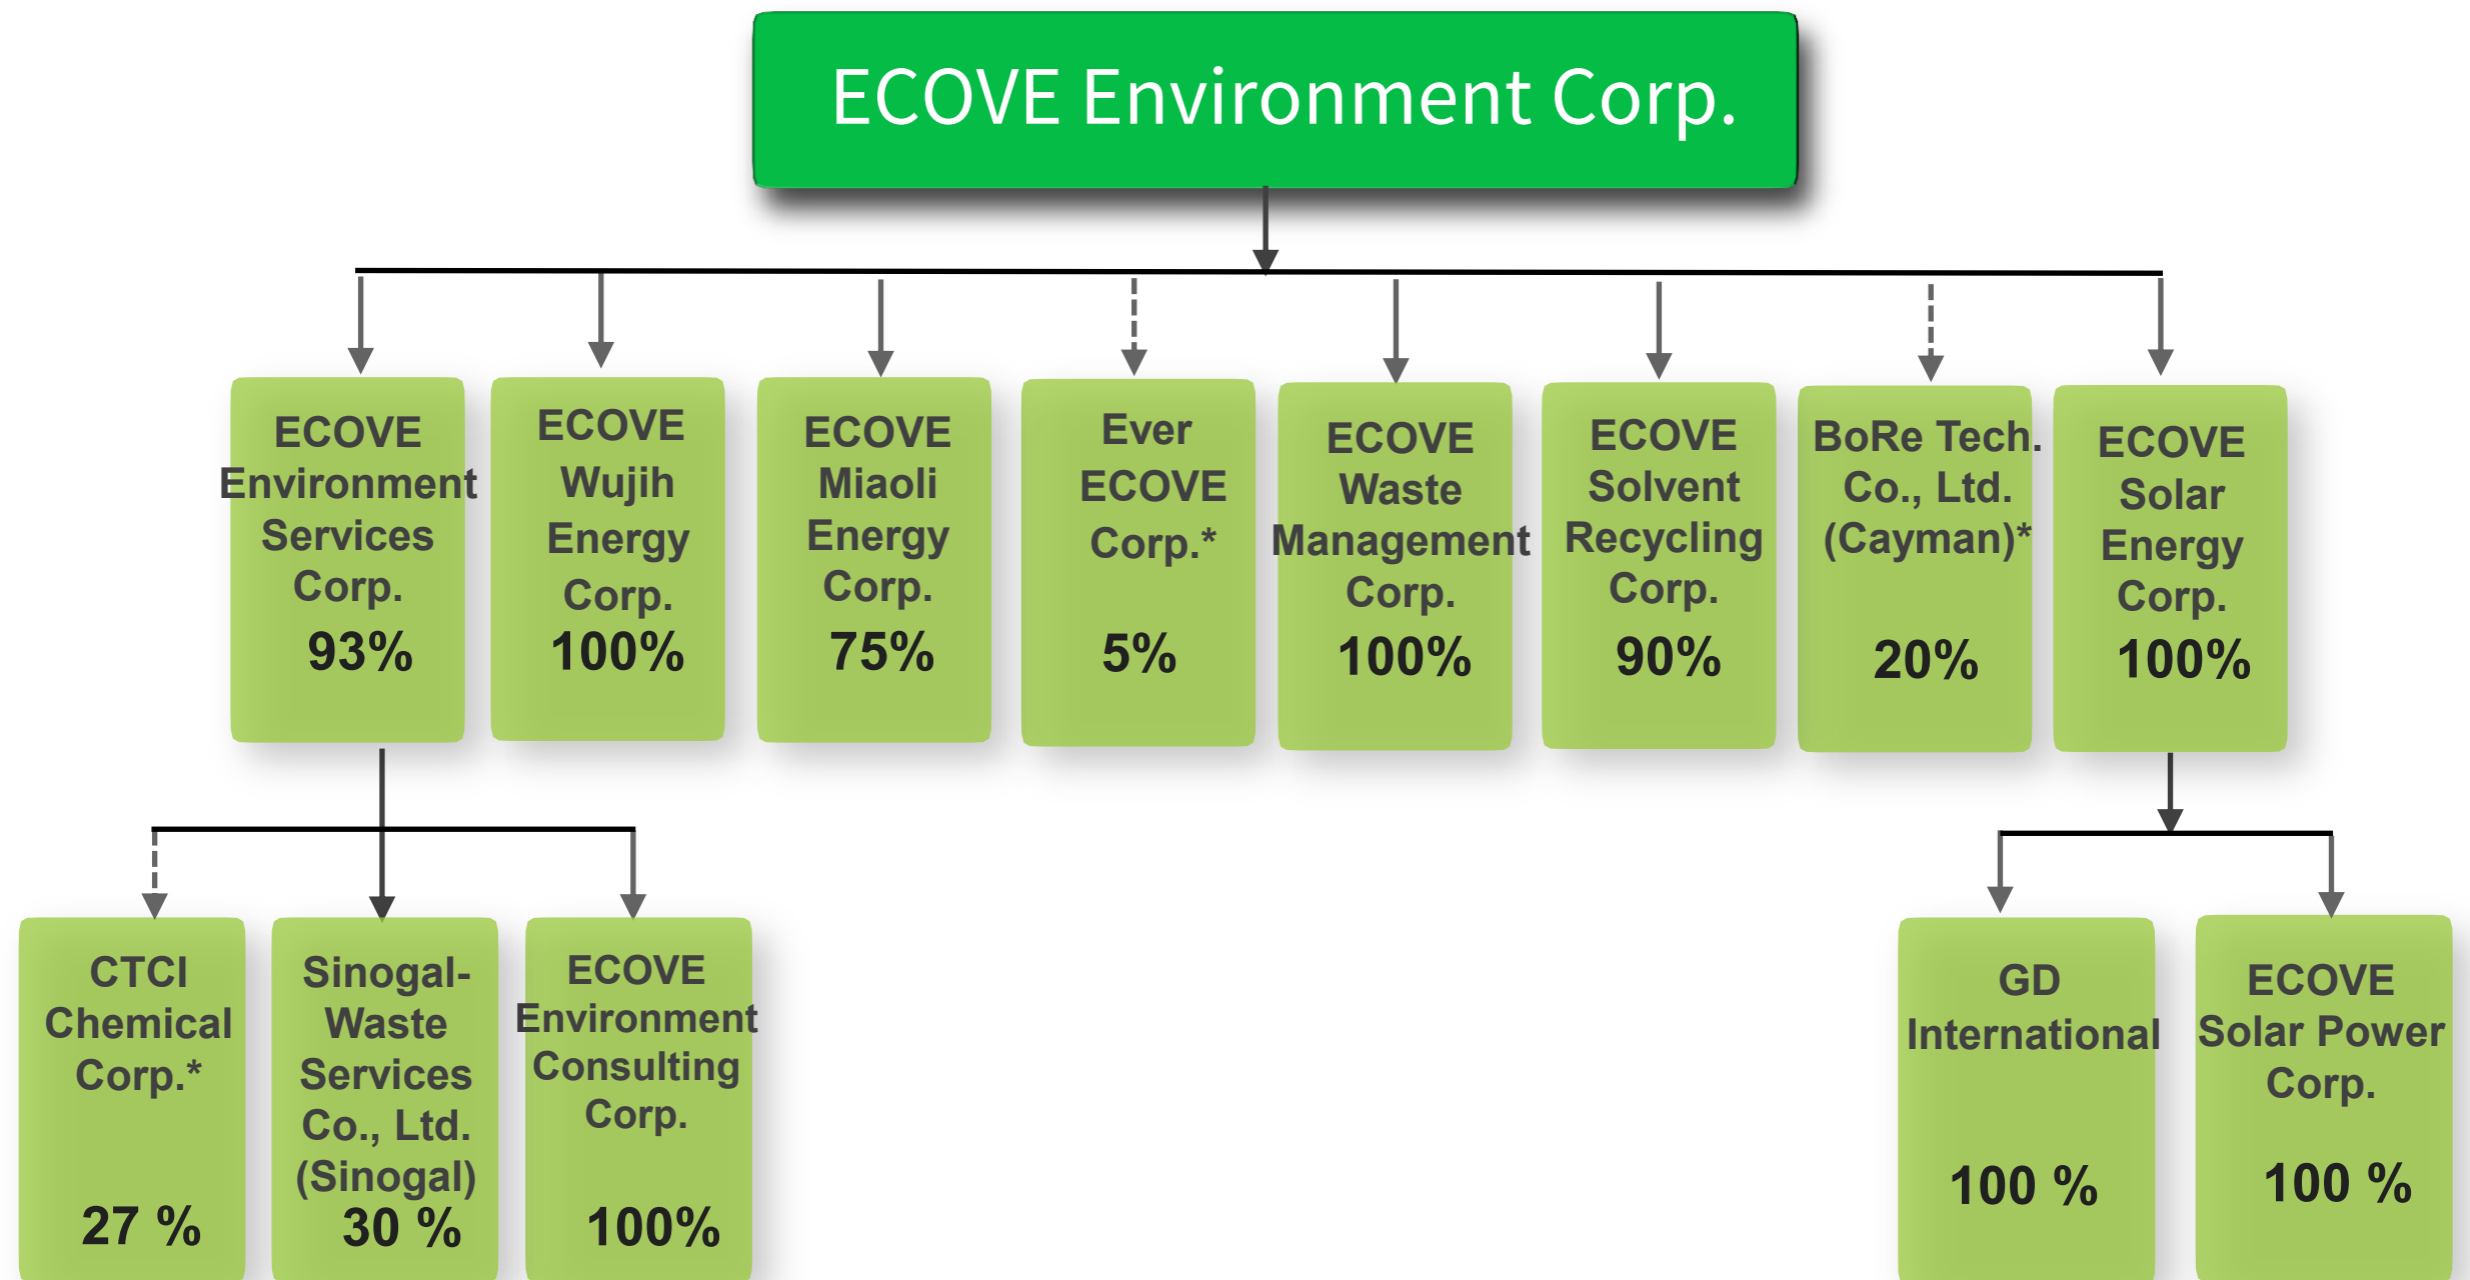 ECOVE Environment Corp.
ECOVE
Environment
Services
Corp.
93%
ECOVE
Wujih
Energy
Corp.
100%
ECOVE
Miaoli
Energy
Corp.
75%
Ever
ECOVE
Corp.*
5%
ECOVE
Waste
Management
Corp.
100%
ECOVE
Solvent
Recycling
Corp.
90%
BoRe Tech.
Co., Ltd.
(Cayman)*
20%
ECOVE
Solar
Energy
Corp.
100%
CTCI
Chemical
Corp.*
27 %
Sinogal-
Waste
Services
Co., Ltd.
(Sinogal)
30 %
ECOVE
Environment
Consulting
Corp.
100%
GD
International
100 %
ECOVE
Solar Power
Corp.
100 %